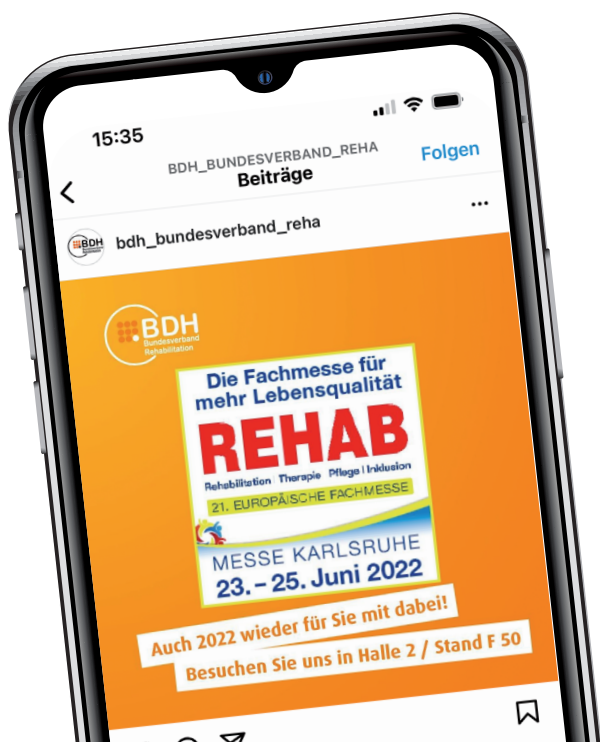 15:35
BDH_BUNDESVERBAND_REHA
Beiträge
Folgen
BDH
bdh_bundesverband_reha
BDH
Bundesverband
Rehabilitation
Die Fachmesse für
mehr Lebensqualität
REHAB
Rehabilitation | Therapie | Pflege | Inklusion
21. EUROPÄISCHE FACHMESSE
MESSE KARLSRUHE
23. – 25. Juni 2022
Auch 2022 wieder für Sie mit dabei!
Besuchen Sie uns in Halle 2 / Stand F 50